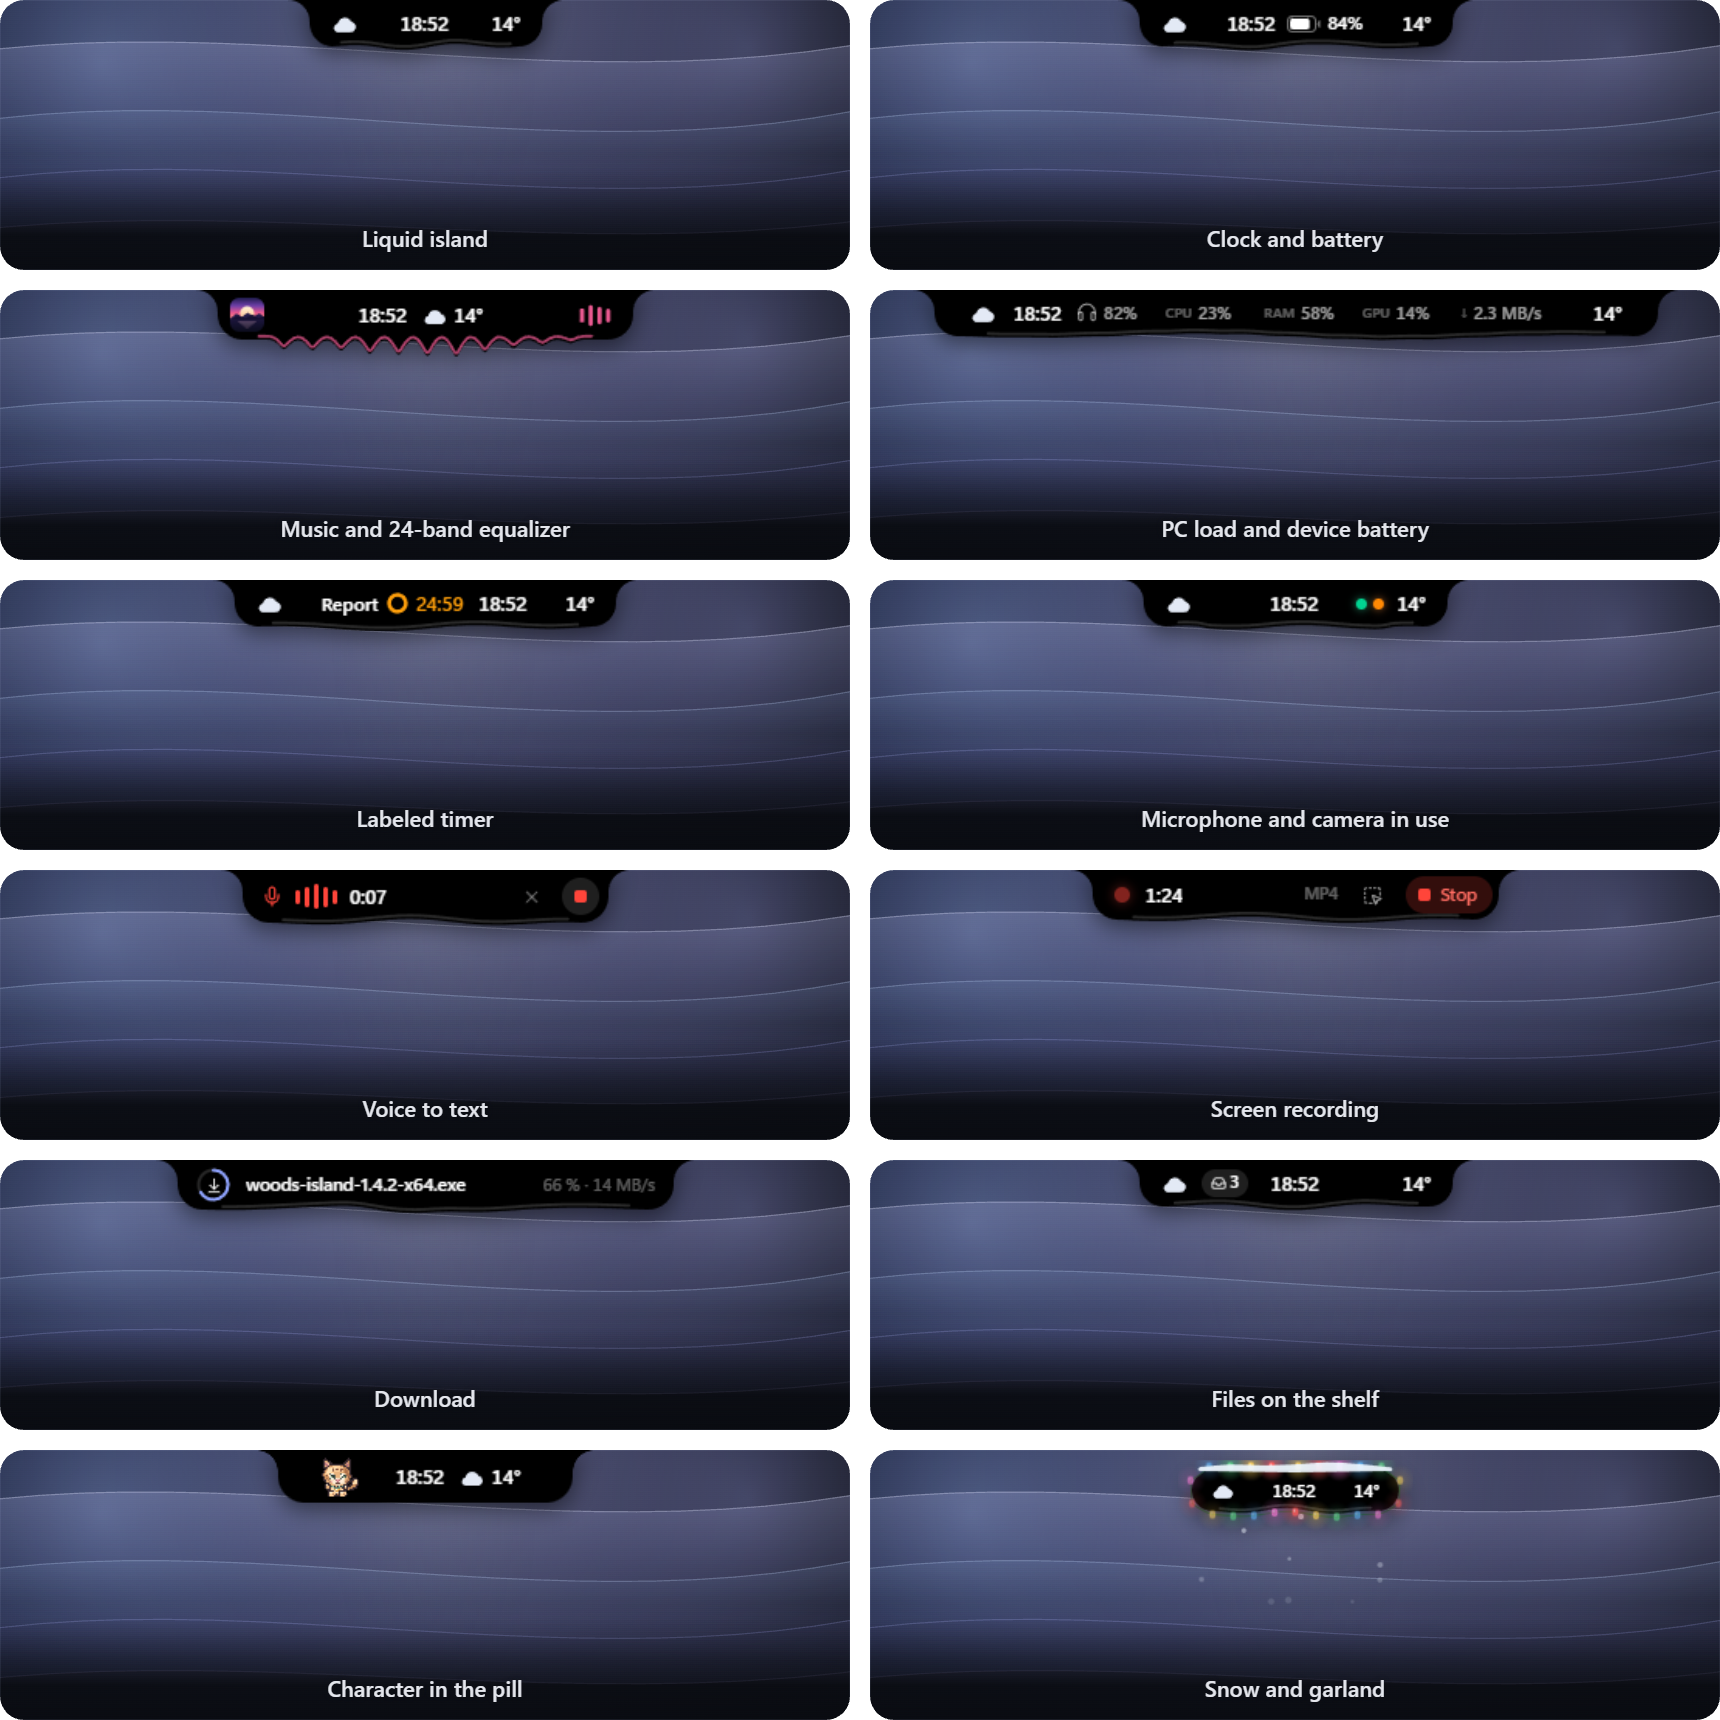 18:52 14°
Liquid island
18:52 84% 14°
Clock and battery
18:52 14°
Music and 24-band equalizer
18:52 82% CPU 23% RAM 58% GPU 14% ↓ 2.3 MB/s 14°
PC load and device battery
Report 24:59 18:52 14°
Labeled timer
18:52 14°
Microphone and camera in use
0:07
Voice to text
1:24 MP4 Stop
Screen recording
woods-island-1.4.2-x64.exe 66 % · 14 MB/s
Download
3 18:52 14°
Files on the shelf
18:52 14°
Character in the pill
18:52 14°
Snow and garland